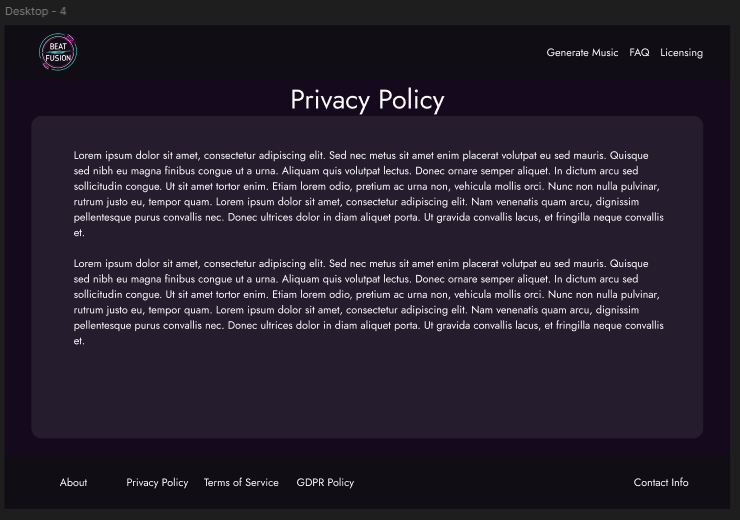 Desktop - 4
BEAT
FUSION
Generate Music FAQ Licensing
Privacy Policy
Lorem ipsum dolor sit amet, consectetur adipiscing elit. Sed nec metus sit amet enim placerat volutpat eu sed mauris. Quisque
sed nibh eu magna finibus congue ut a urna. Aliquam quis volutpat lectus. Donec ornare semper aliquet. In dictum arcu sed
sollicitudin congue. Ut sit amet tortor enim. Etiam lorem odio, pretium ac urna non, vehicula mollis orci. Nunc non nulla pulvinar,
rutrum justo eu, tempor quam. Lorem ipsum dolor sit amet, consectetur adipiscing elit. Nam venenatis quam arcu, dignissim
pellentesque purus convallis nec. Donec ultrices dolor in diam aliquet porta. Ut gravida convallis lacus, et fringilla neque convallis
et.
Lorem ipsum dolor sit amet, consectetur adipiscing elit. Sed nec metus sit amet enim placerat volutpat eu sed mauris. Quisque
sed nibh eu magna finibus congue ut a urna. Aliquam quis volutpat lectus. Donec ornare semper aliquet. In dictum arcu sed
sollicitudin congue. Ut sit amet tortor enim. Etiam lorem odio, pretium ac urna non, vehicula mollis orci. Nunc non nulla pulvinar,
rutrum justo eu, tempor quam. Lorem ipsum dolor sit amet, consectetur adipiscing elit. Nam venenatis quam arcu, dignissim
pellentesque purus convallis nec. Donec ultrices dolor in diam aliquet porta. Ut gravida convallis lacus, et fringilla neque convallis
et.
About Privacy Policy Terms of Service GDPR Policy Contact Info